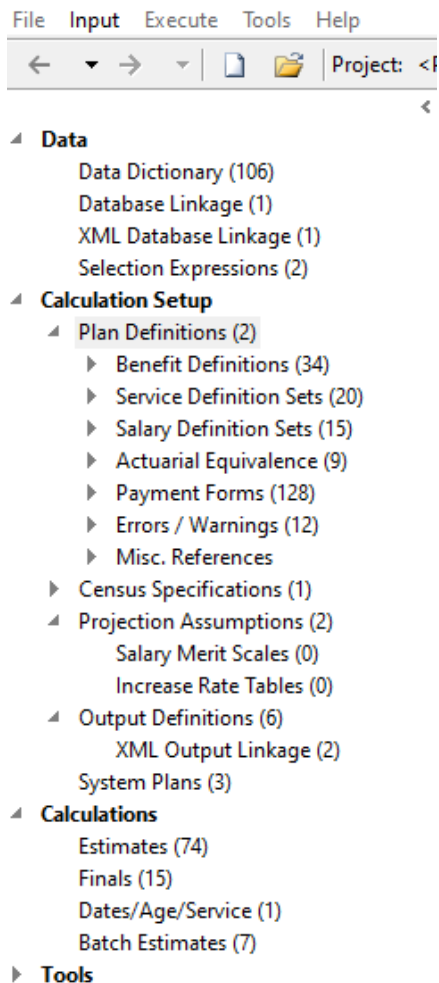 File Input Execute Tools Help
Project: <P
<
Data
Data Dictionary (106)
Database Linkage (1)
XML Database Linkage (1)
Selection Expressions (2)
Calculation Setup
Plan Definitions (2)
Benefit Definitions (34)
Service Definition Sets (20)
Salary Definition Sets (15)
Actuarial Equivalence (9)
Payment Forms (128)
Errors / Warnings (12)
Misc. References
Census Specifications (1)
Projection Assumptions (2)
Salary Merit Scales (0)
Increase Rate Tables (0)
Output Definitions (6)
XML Output Linkage (2)
System Plans (3)
Calculations
Estimates (74)
Finals (15)
Dates/Age/Service (1)
Batch Estimates (7)
Tools